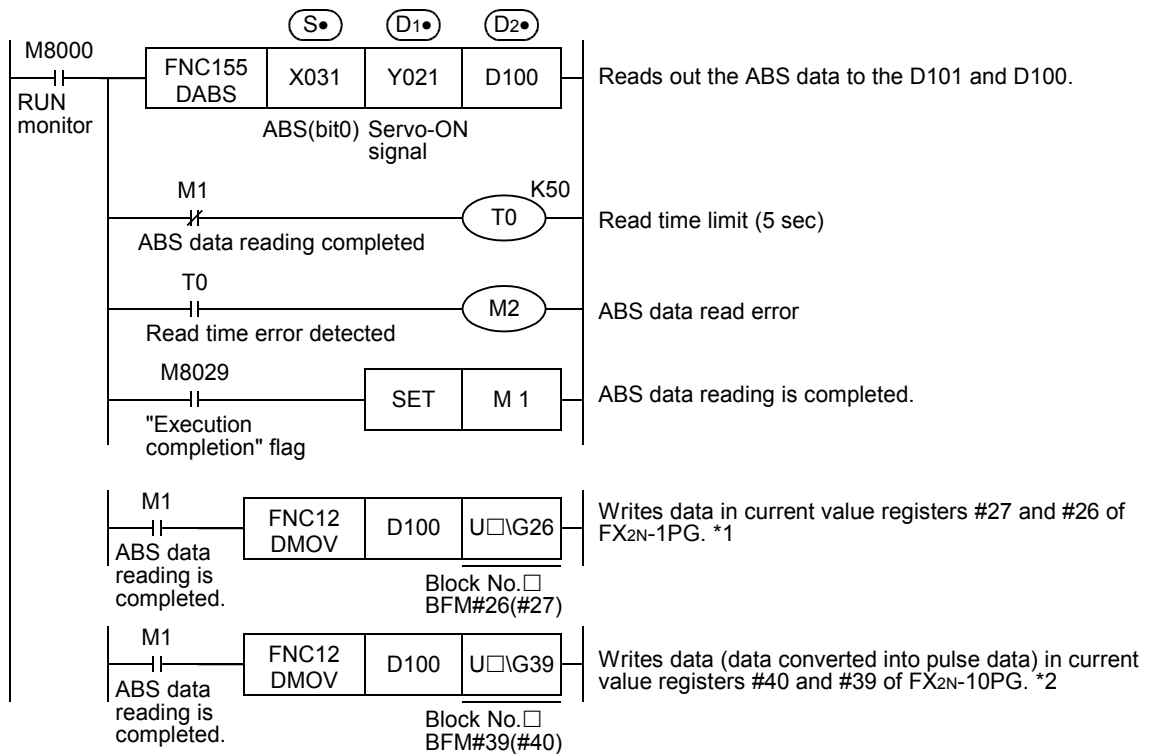 S• D1• D2•
M8000
RUN
monitor
FNC155
DABS
X031
Y021
D100
Reads out the ABS data to the D101 and D100.
ABS(bit0)
Servo-ON
signal
M1
K50
T0
Read time limit (5 sec)
ABS data reading completed
T0
M2
ABS data read error
Read time error detected
M8029
SET
M 1
ABS data reading is completed.
"Execution
completion" flag
M1
FNC12
DMOV
D100
U□\G26
Writes data in current value registers #27 and #26 of
FX2N-1PG. *1
ABS data
reading is
completed.
Block No.□
BFM#26(#27)
M1
FNC12
DMOV
D100
U□\G39
Writes data (data converted into pulse data) in current
value registers #40 and #39 of FX2N-10PG. *2
ABS data
reading is
completed.
Block No.□
BFM#39(#40)